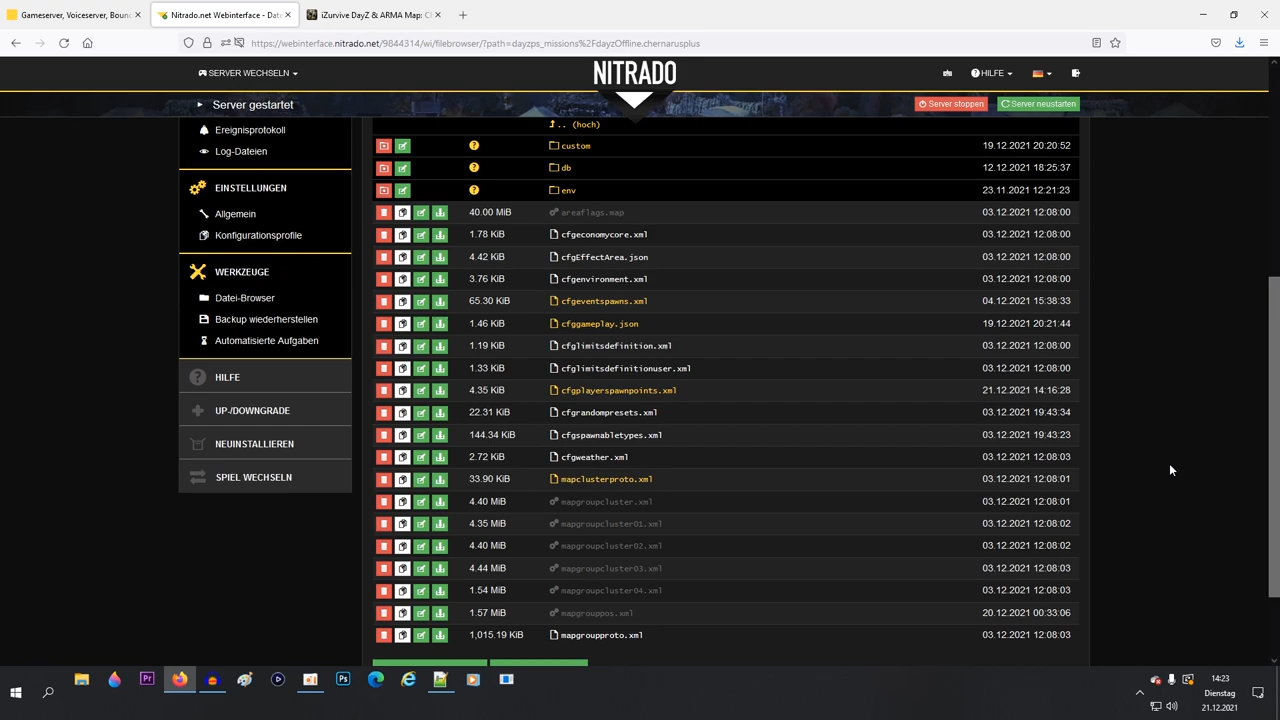 Gameserver, Voiceserver, Boun
Nitrado.net Webinterface - Date
iZurvive DayZ & ARMA Map: Ch
https://webinterface.nitrado.net/9844314/wi/filebrowser/?path=dayzps_missions%2FdayzOffline.chernarusplus
SERVER WECHSELN
NITRADO
HILFE
Server gestartet
Server stoppen
Server neustarten
Ereignisprotokoll
Log-Dateien
EINSTELLUNGEN
Allgemein
Konfigurationsprofile
WERKZEUGE
Datei-Browser
Backup wiederherstellen
Automatisierte Aufgaben
HILFE
UP-/DOWNGRADE
NEUINSTALLIEREN
SPIEL WECHSELN
.. (hoch)
custom 19.12.2021 20:20:52
db 12.12.2021 18:25:37
env 23.11.2021 12:21:23
40.00 MiB areaflags.map 03.12.2021 12:08:00
1.78 KiB cfgeconomycore.xml 03.12.2021 12:08:00
4.42 KiB cfgEffectArea.json 03.12.2021 12:08:00
3.76 KiB cfgenvironment.xml 03.12.2021 12:08:00
65.30 KiB cfgeventspawns.xml 04.12.2021 15:38:33
1.46 KiB cfggameplay.json 19.12.2021 20:21:44
1.19 KiB cfglimitsdefinition.xml 03.12.2021 12:08:00
1.33 KiB cfglimitsdefinitionuser.xml 03.12.2021 12:08:00
4.35 KiB cfgplayerspawnpoints.xml 21.12.2021 14:16:28
22.31 KiB cfgrandompresets.xml 03.12.2021 19:43:34
144.34 KiB cfgspawnabletypes.xml 03.12.2021 19:43:23
2.72 KiB cfgweather.xml 03.12.2021 12:08:03
33.90 KiB mapclusterproto.xml 03.12.2021 12:08:01
4.40 MiB mapgroupcluster.xml 03.12.2021 12:08:01
4.35 MiB mapgroupcluster01.xml 03.12.2021 12:08:02
4.40 MiB mapgroupcluster02.xml 03.12.2021 12:08:02
4.44 MiB mapgroupcluster03.xml 03.12.2021 12:08:03
1.54 MiB mapgroupcluster04.xml 03.12.2021 12:08:03
1.57 MiB mapgrouppos.xml 20.12.2021 00:33:06
1,015.19 KiB mapgroupproto.xml 03.12.2021 12:08:03
14:23
Dienstag
21.12.2021